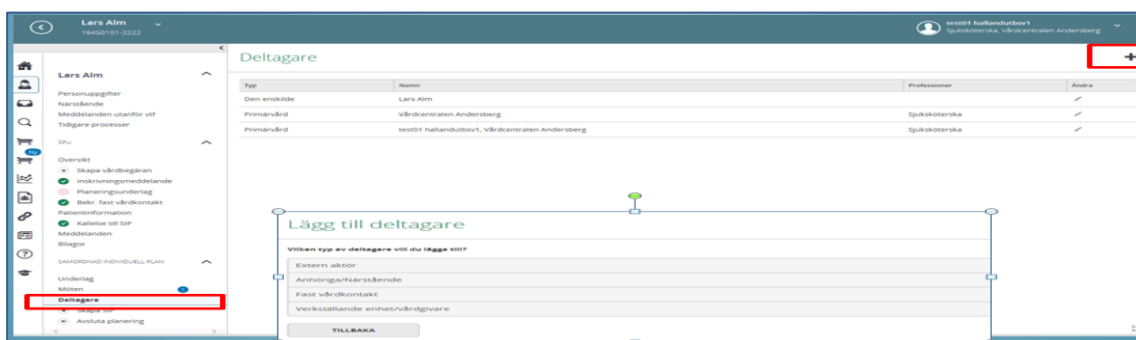 Lars Alm
19450101-2222
test01 hallandutbsv1
Sjuksköterska, Vårdcentralen Andersberg
Lars Alm
Personuppgifter
Närstående
Meddelanden utanför vtf
Tidigare processer
Översikt
Skapa vårdbegäran
Inskrivningsmeddelande
Planeringsunderlag
Bekr. fast vårdkontakt
Patientinformation
Kallelse till SIP
Meddelanden
Bilagor
SAMORDNAD INDIVIDUELL PLAN
Underlag
Möten
Deltagare
Skapa SIP
Avsluta planering
Deltagare
Typ Namn Professioner Ändra
Den enskilde Lars Alm
Primärvård Vårdcentralen Andersberg Sjuksköterska
Primärvård test01 hallandutbsv1, Vårdcentralen Andersberg Sjuksköterska
Lägg till deltagare
Vilken typ av deltagare vill du lägga till?
Extern aktör
Anhöriga/Närstående
Fast vårdkontakt
Verkställande enhet/vårdgivare
TILLBAKA